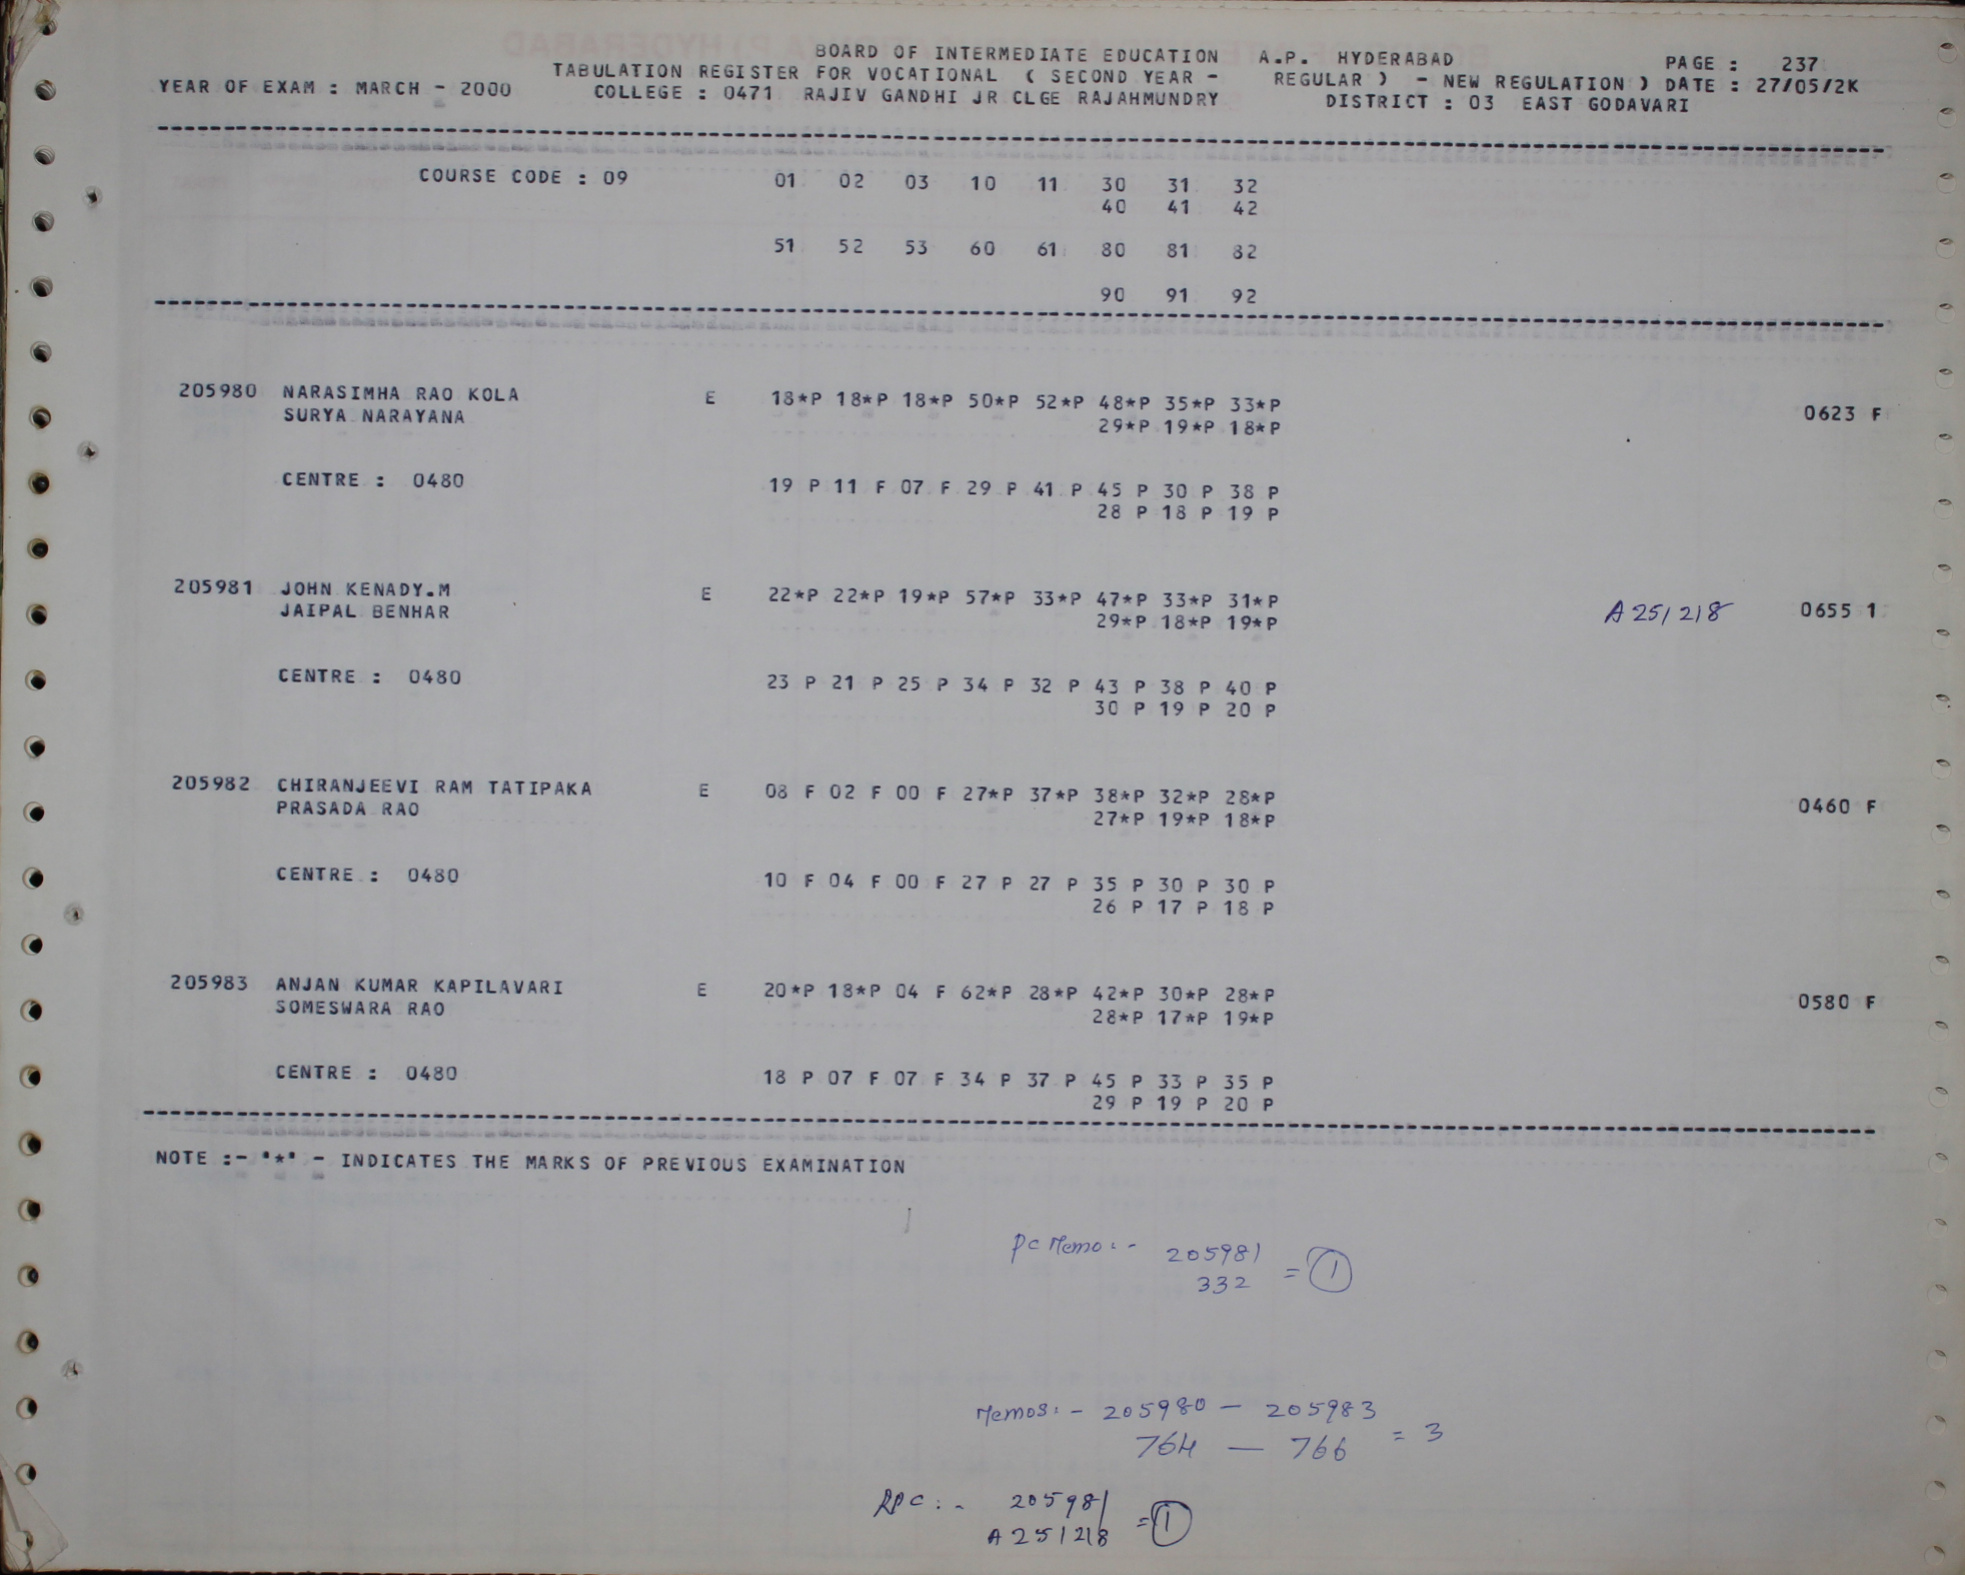 BOARD OF INTERMEDIATE EDUCATION A.P. HYDERABAD PAGE : 237
TABULATION REGISTER FOR VOCATIONAL ( SECOND YEAR - REGULAR ) - NEW REGULATION ) DATE : 27/05/2K
YEAR OF EXAM : MARCH - 2000 COLLEGE : 0471 RAJIV GANDHI JR CLGE RAJAHMUNDRY DISTRICT : 03 EAST GODAVARI
COURSE CODE : 09 01 02 03 10 11 30 31 32
40 41 42
51 52 53 60 61 80 81 82
90 91 92
205980 NARASIMHA RAO KOLA E 18*P 18*P 18*P 50*P 52*P 48*P 35*P 33*P 0623 F
SURYA NARAYANA 29*P 19*P 18*P
CENTRE : 0480 19 P 11 F 07 F 29 P 41 P 45 P 30 P 38 P
28 P 18 P 19 P
205981 JOHN KENADY.M E 22*P 22*P 19*P 57*P 33*P 47*P 33*P 31*P A251218 0655 1
JAIPAL BENHAR 29*P 18*P 19*P
CENTRE : 0480 23 P 21 P 25 P 34 P 32 P 43 P 38 P 40 P
30 P 19 P 20 P
205982 CHIRANJEEVI RAM TATIPAKA E 08 F 02 F 00 F 27*P 37*P 38*P 32*P 28*P 0460 F
PRASADA RAO 27*P 19*P 18*P
CENTRE : 0480 10 F 04 F 00 F 27 P 27 P 35 P 30 P 30 P
26 P 17 P 18 P
205983 ANJAN KUMAR KAPILAVARI E 20*P 18*P 04 F 62*P 28*P 42*P 30*P 28*P 0580 F
SOMESWARA RAO 28*P 17*P 19*P
CENTRE : 0480 18 P 07 F 07 F 34 P 37 P 45 P 33 P 35 P
29 P 19 P 20 P
NOTE :- "*" - INDICATES THE MARKS OF PREVIOUS EXAMINATION
PC Memo :- 205981
332 = 1
Memos :- 205980 - 205983
764 - 766 = 3
RPC :- 205981
A251218 = 1